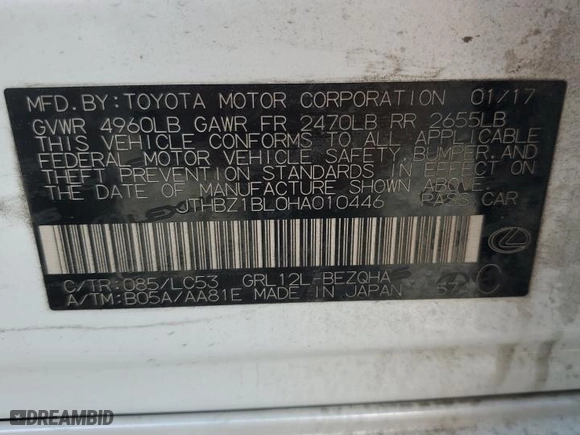 MFD. BY: TOYOTA MOTOR CORPORATION 01/17
GVWR 4960LB GAWR FR 2470LB RR 2655LB
THIS VEHICLE CONFORMS TO ALL APPLICABLE
FEDERAL MOTOR VEHICLE SAFETY, BUMPER, AND
THEFT PREVENTION STANDARDS IN EFFECT ON
THE DATE OF MANUFACTURE SHOWN ABOVE.
JTHBZ1BL0HA010446 PASS. CAR
C/TR: 085/LC53 GRL12L-BEZQHA
A/TM: B05A/AA81E MADE IN JAPAN
DREAMBID